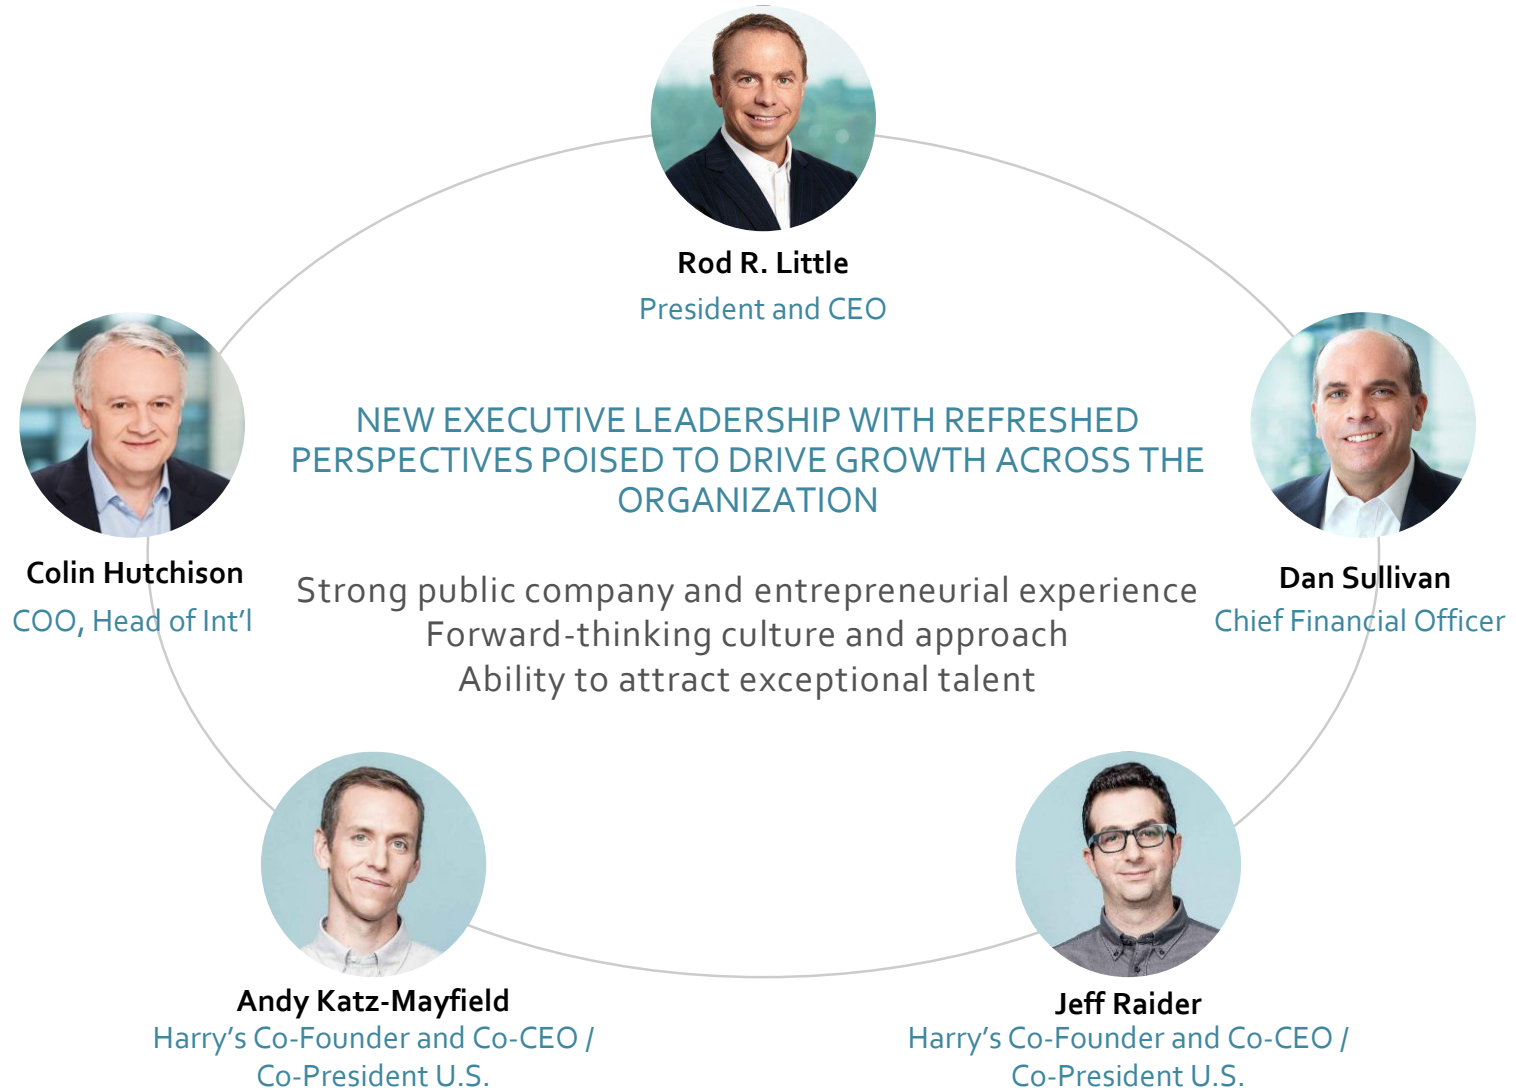 Rod R. Little
President and CEO
NEW EXECUTIVE LEADERSHIP WITH REFRESHED
PERSPECTIVES POISED TO DRIVE GROWTH ACROSS THE
ORGANIZATION
Colin Hutchison
COO, Head of Int’l
Strong public company and entrepreneurial experience
Forward-thinking culture and approach
Ability to attract exceptional talent
Dan Sullivan
Chief Financial Officer
Andy Katz-Mayfield
Harry’s Co-Founder and Co-CEO /
Co-President U.S.
Jeff Raider
Harry’s Co-Founder and Co-CEO /
Co-President U.S.